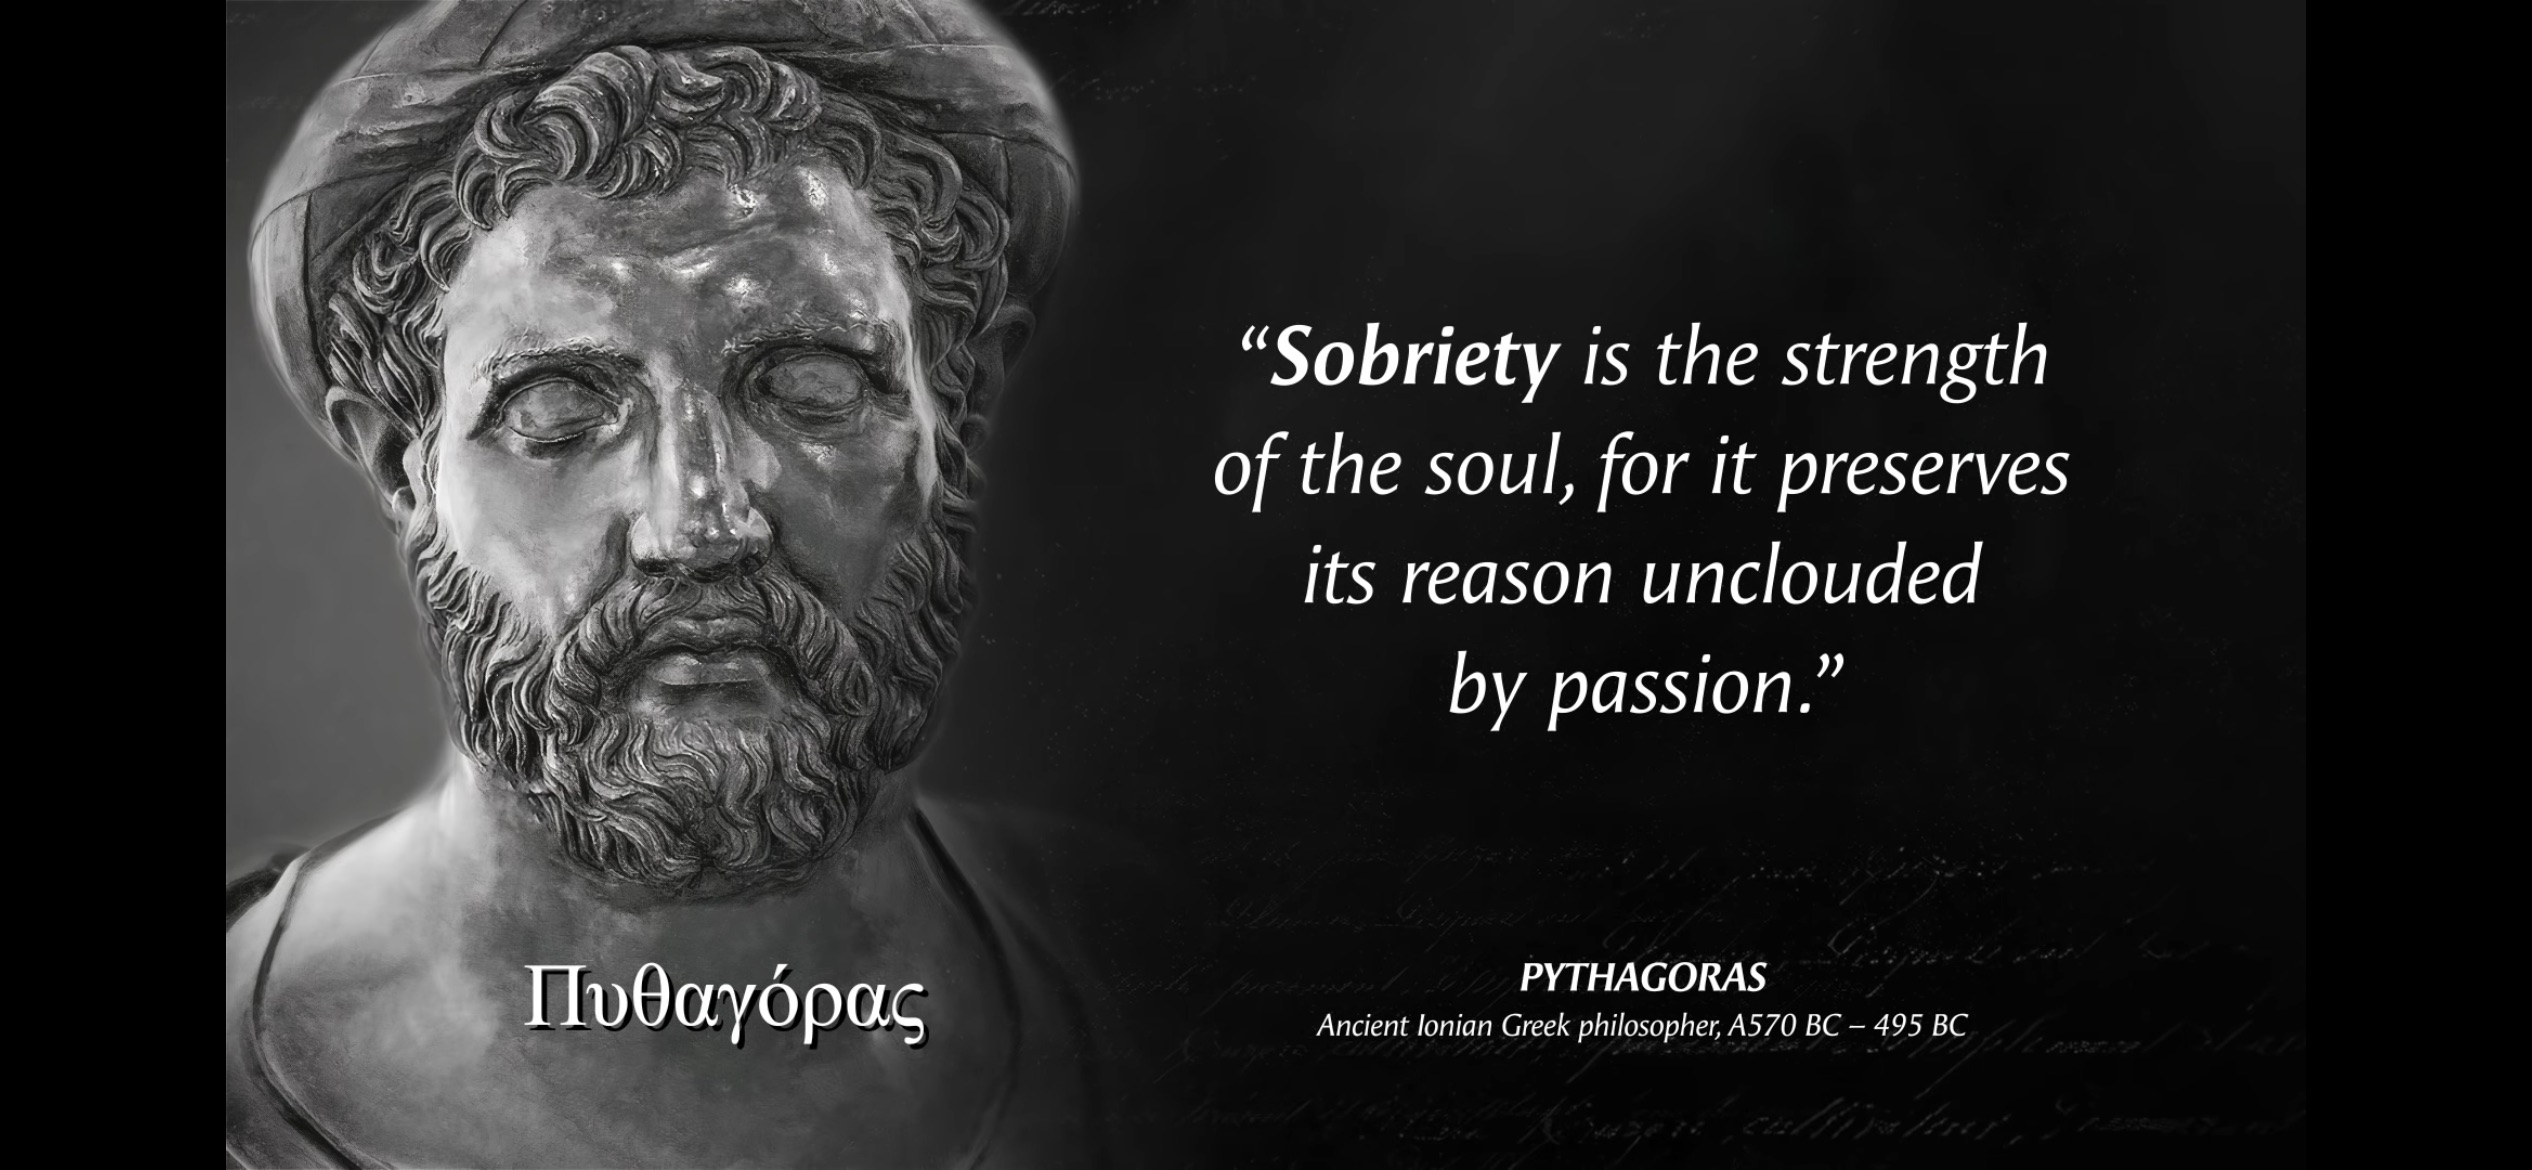 “Sobriety is the strength
of the soul, for it preserves
its reason unclouded
by passion.”
Πυθαγόρας
PYTHAGORAS
Ancient Ionian Greek philosopher, A570 BC – 495 BC